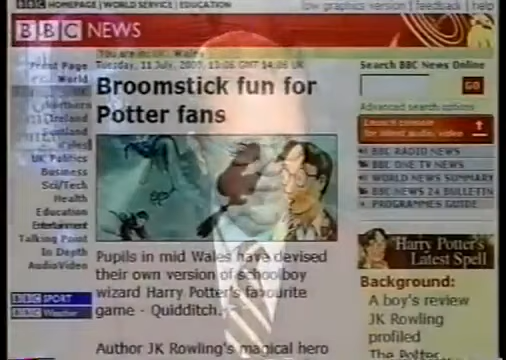 BBC HOMEPAGE | WORLD SERVICE | EDUCATION
low graphics version | feedback | help
BBC NEWS
You are in: UK: Wales
Tuesday, 11 July, 2000, 13:06 GMT 14:06 UK
Front Page
World
Northern
Ireland
Scotland
Wales
UK Politics
Business
Sci/Tech
Health
Education
Entertainment
Talking Point
In Depth
AudioVideo
BBC SPORT
BBC Weather
Broomstick fun for
Potter fans
Pupils in mid Wales have devised
their own version of schoolboy
wizard Harry Potter's favourite
game - Quidditch.
Author JK Rowling's magical hero
Search BBC News Online
GO
Advanced search options
Launch console
for latest audio/video
BBC RADIO NEWS
BBC ONE TV NEWS
WORLD NEWS SUMMARY
BBC NEWS 24 BULLETIN
PROGRAMMES GUIDE
Harry Potter's
Latest Spell
Background:
A boy's review
JK Rowling
profiled
The Potter